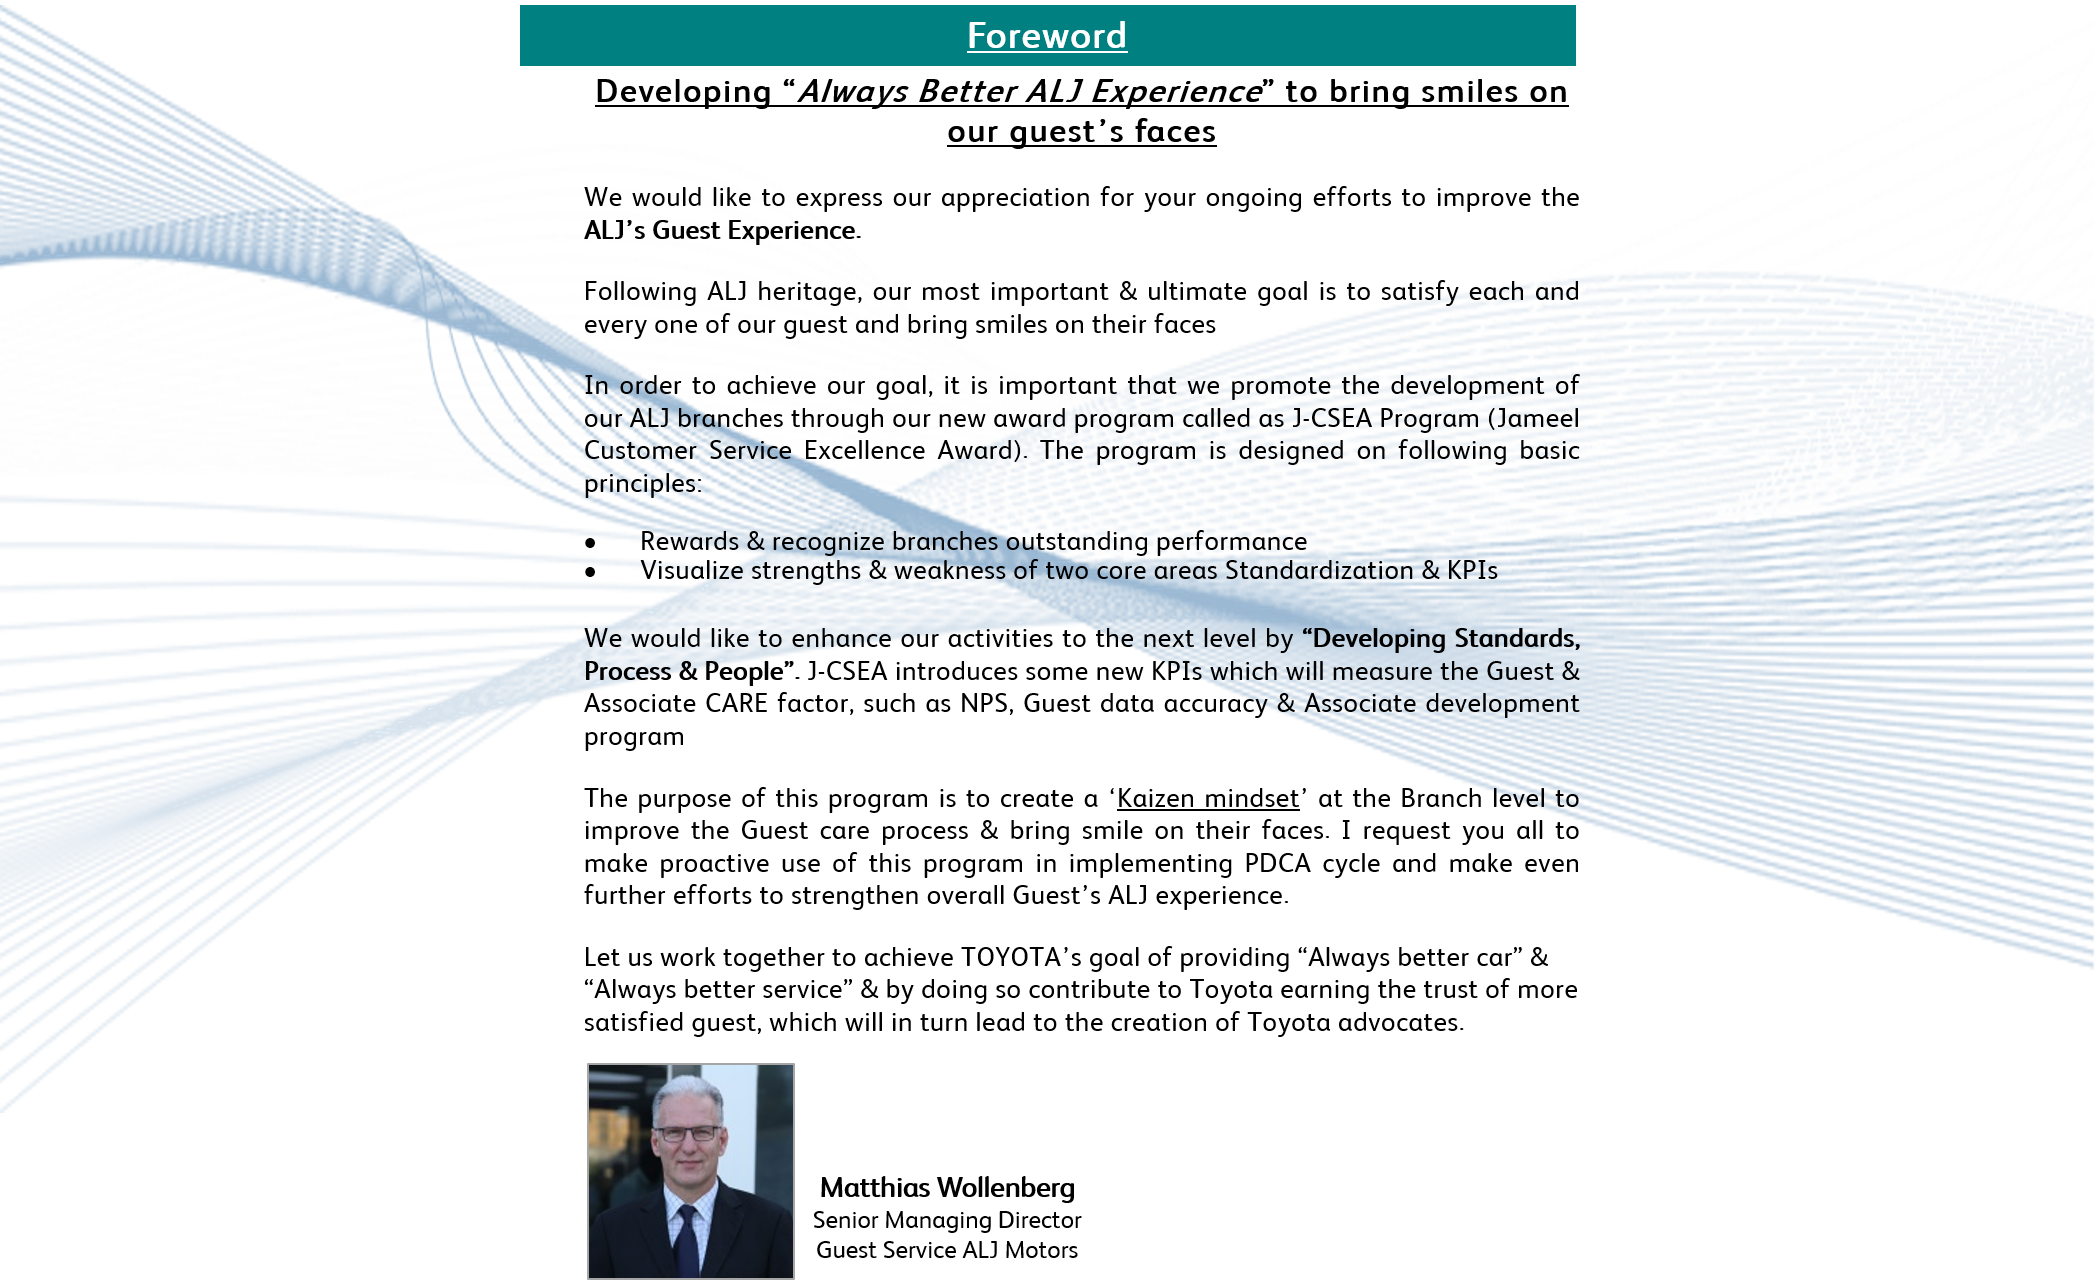 Foreword
Developing “Always Better ALJ Experience” to bring smiles on
our guest’s faces
We would like to express our appreciation for your ongoing efforts to improve the
ALJ’s Guest Experience.
Following ALJ heritage, our most important & ultimate goal is to satisfy each and
every one of our guest and bring smiles on their faces
In order to achieve our goal, it is important that we promote the development of
our ALJ branches through our new award program called as J-CSEA Program (Jameel
Customer Service Excellence Award). The program is designed on following basic
principles:
• Rewards & recognize branches outstanding performance
• Visualize strengths & weakness of two core areas Standardization & KPIs
We would like to enhance our activities to the next level by “Developing Standards,
Process & People”. J-CSEA introduces some new KPIs which will measure the Guest &
Associate CARE factor, such as NPS, Guest data accuracy & Associate development
program
The purpose of this program is to create a ‘Kaizen mindset’ at the Branch level to
improve the Guest care process & bring smile on their faces. I request you all to
make proactive use of this program in implementing PDCA cycle and make even
further efforts to strengthen overall Guest’s ALJ experience.
Let us work together to achieve TOYOTA’s goal of providing “Always better car” &
“Always better service” & by doing so contribute to Toyota earning the trust of more
satisfied guest, which will in turn lead to the creation of Toyota advocates.
Matthias Wollenberg
Senior Managing Director
Guest Service ALJ Motors